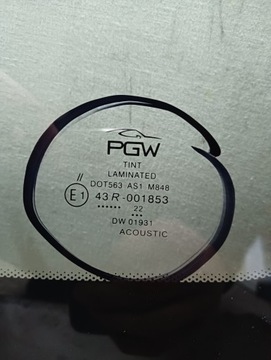 PGW
TINT
LAMINATED
DOT563 AS1 M848
//
E1 43R-001853
•••••• 22
•••
DW 01931
ACOUSTIC